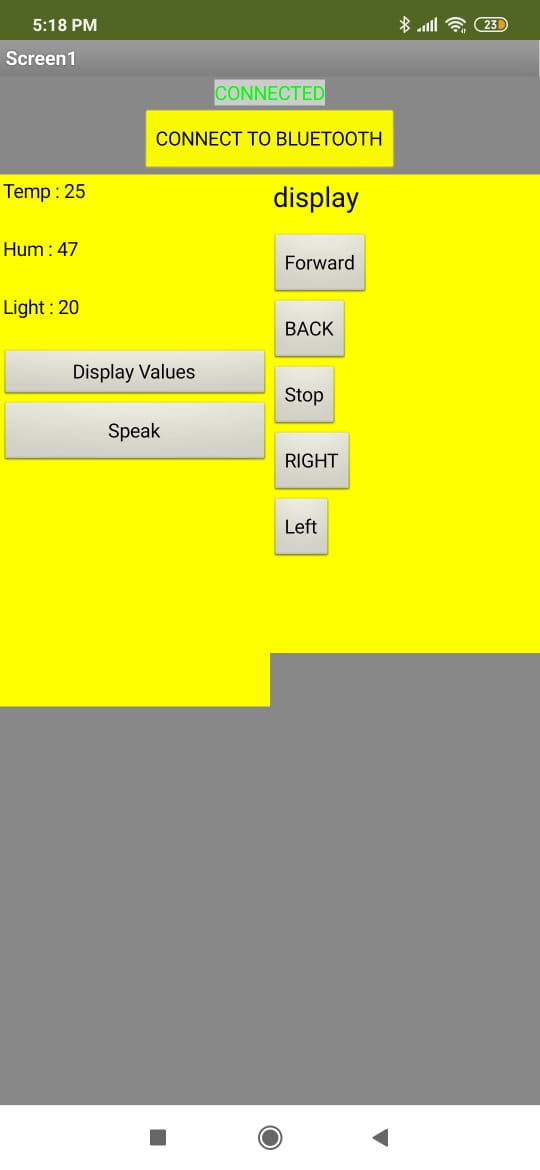 5:18 PM
23
Screen1
CONNECTED
CONNECT TO BLUETOOTH
Temp : 25
Hum : 47
Light : 20
Display Values
Speak
display
Forward
BACK
Stop
RIGHT
Left